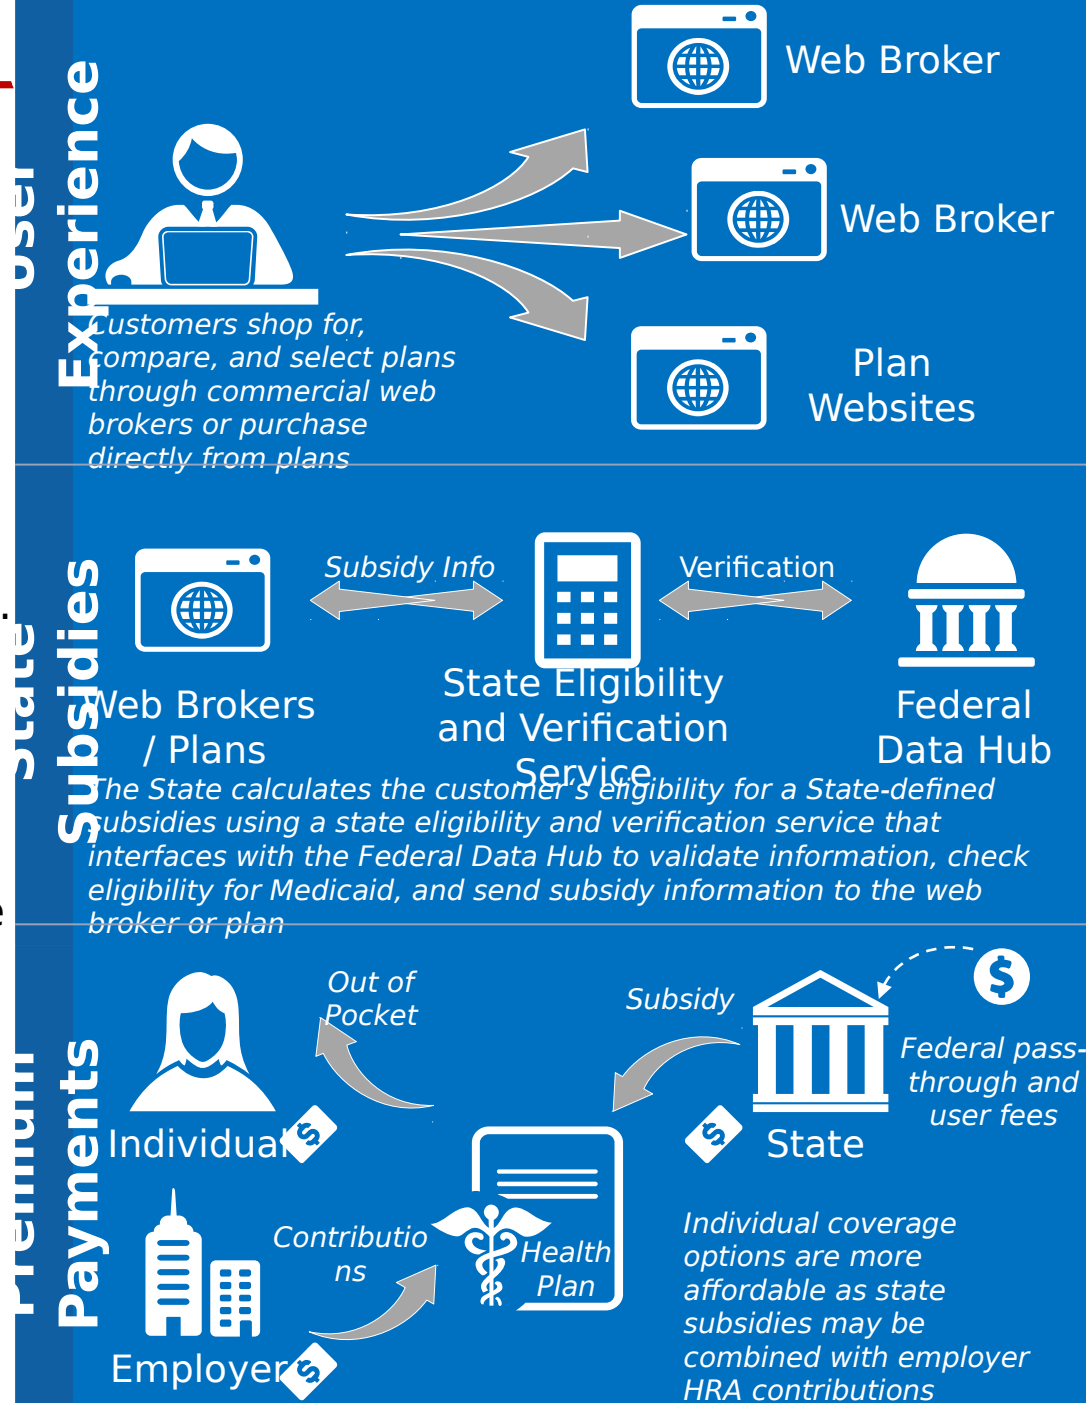 User
Experience
Web Broker
Web Broker
Plan
Websites
Customers shop for,
compare, and select plans
through commercial web
brokers or purchase
directly from plans
State
Subsidies
Subsidy Info
Verification
Web Brokers
/ Plans
State Eligibility
and Verification
Service
Federal
Data Hub
The State calculates the customer's eligibility for a State-defined
subsidies using a state eligibility and verification service that
interfaces with the Federal Data Hub to validate information, check
eligibility for Medicaid, and send subsidy information to the web
broker or plan
Premium
Payments
Out of
Pocket
Subsidy
$
Federal pass-
through and
user fees
Individual
$
$
State
Contributio
ns
Health
Plan
Employer
$
Individual coverage
options are more
affordable as state
subsidies may be
combined with employer
HRA contributions